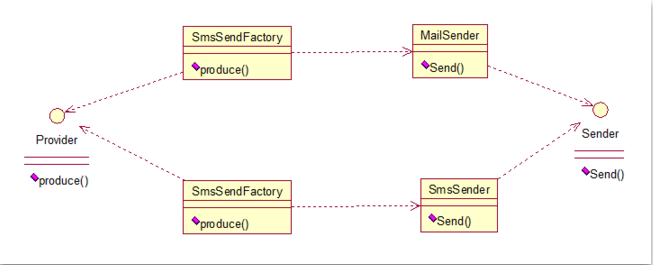 SmsSendFactory
produce()
MailSender
Send()
Provider
produce()
Sender
Send()
SmsSendFactory
produce()
SmsSender
Send()